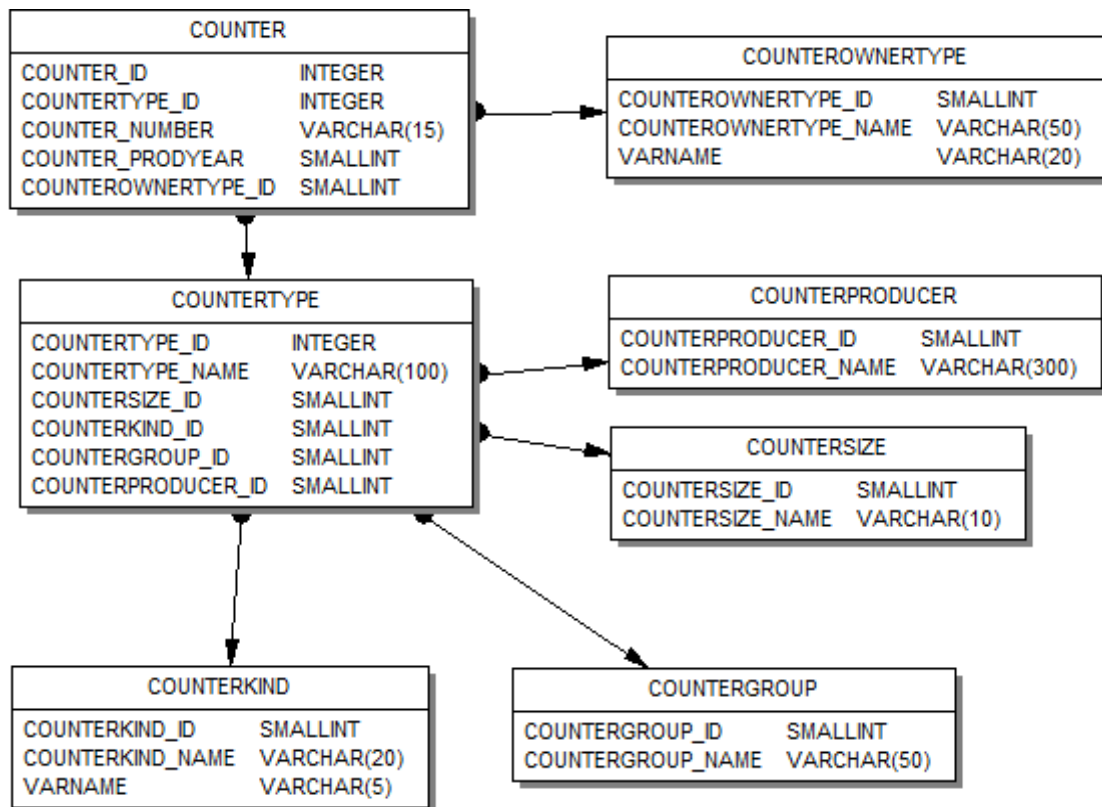 COUNTER
COUNTER_ID INTEGER
COUNTERTYPE_ID INTEGER
COUNTER_NUMBER VARCHAR(15)
COUNTER_PRODYEAR SMALLINT
COUNTEROWNERTYPE_ID SMALLINT
COUNTEROWNERTYPE
COUNTEROWNERTYPE_ID SMALLINT
COUNTEROWNERTYPE_NAME VARCHAR(50)
VARNAME VARCHAR(20)
COUNTERTYPE
COUNTERTYPE_ID INTEGER
COUNTERTYPE_NAME VARCHAR(100)
COUNTERSIZE_ID SMALLINT
COUNTERKIND_ID SMALLINT
COUNTERGROUP_ID SMALLINT
COUNTERPRODUCER_ID SMALLINT
COUNTERPRODUCER
COUNTERPRODUCER_ID SMALLINT
COUNTERPRODUCER_NAME VARCHAR(300)
COUNTERSIZE
COUNTERSIZE_ID SMALLINT
COUNTERSIZE_NAME VARCHAR(10)
COUNTERKIND
COUNTERKIND_ID SMALLINT
COUNTERKIND_NAME VARCHAR(20)
VARNAME VARCHAR(5)
COUNTERGROUP
COUNTERGROUP_ID SMALLINT
COUNTERGROUP_NAME VARCHAR(50)